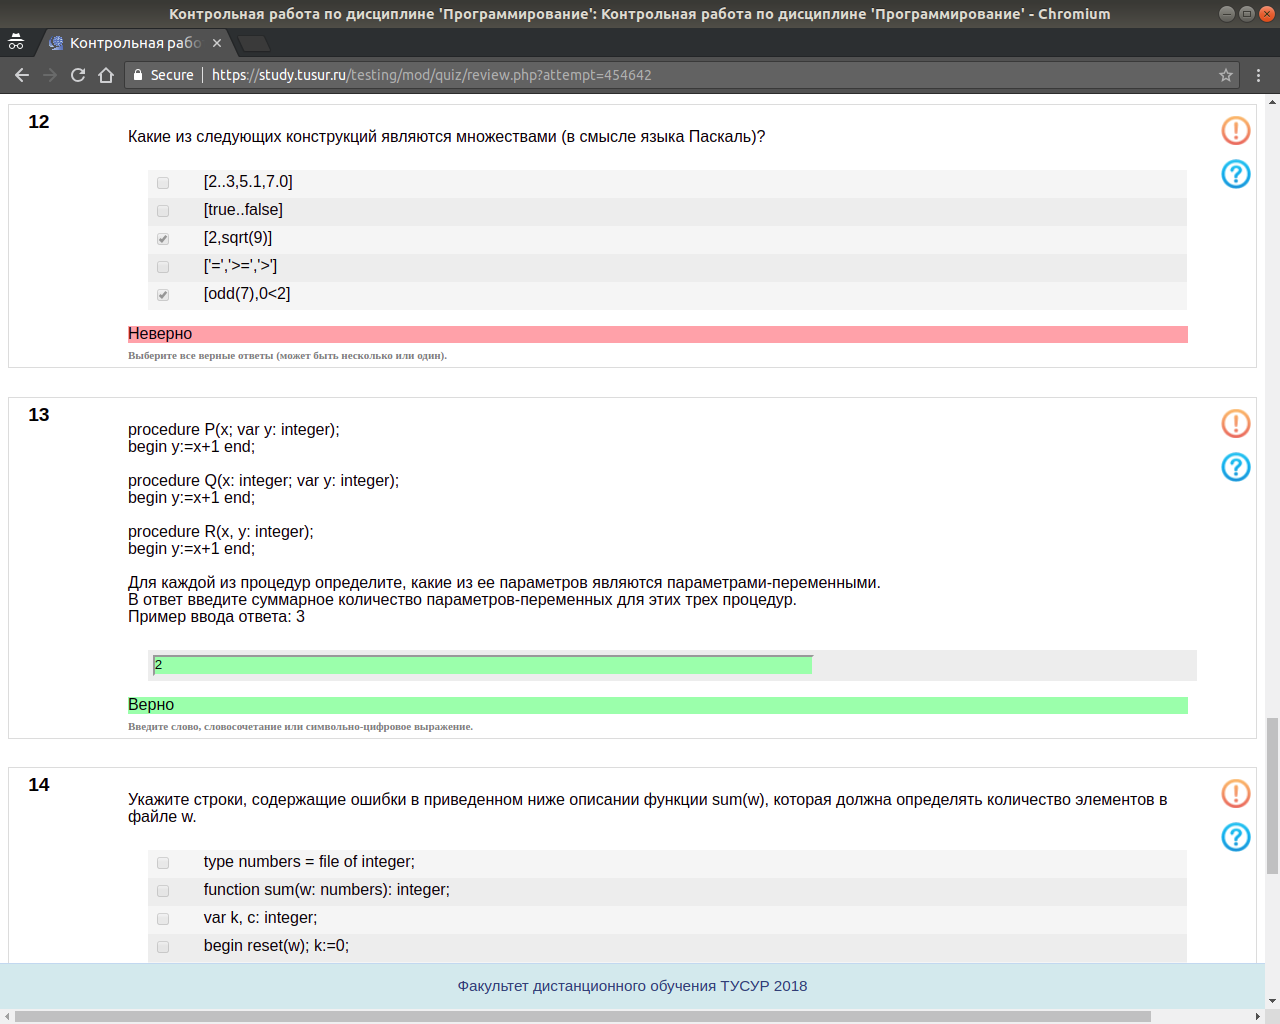 Контрольная работа по дисциплине 'Программирование': Контрольная работа по дисциплине 'Программирование' - Chromium
Контрольная рабо
Secure https://study.tusur.ru/testing/mod/quiz/review.php?attempt=454642
12
Какие из следующих конструкций являются множествами (в смысле языка Паскаль)?
[2..3,5.1,7.0]
[true..false]
[2,sqrt(9)]
['=','>=','>']
[odd(7),0<2]
Неверно
Выберите все верные ответы (может быть несколько или один).
13
procedure P(x; var y: integer);
begin y:=x+1 end;
procedure Q(x: integer; var y: integer);
begin y:=x+1 end;
procedure R(x, y: integer);
begin y:=x+1 end;
Для каждой из процедур определите, какие из ее параметров являются параметрами-переменными.
В ответ введите суммарное количество параметров-переменных для этих трех процедур.
Пример ввода ответа: 3
2
Верно
Введите слово, словосочетание или символьно-цифровое выражение.
14
Укажите строки, содержащие ошибки в приведенном ниже описании функции sum(w), которая должна определять количество элементов в
файле w.
type numbers = file of integer;
function sum(w: numbers): integer;
var k, c: integer;
begin reset(w); k:=0;
Факультет дистанционного обучения ТУСУР 2018